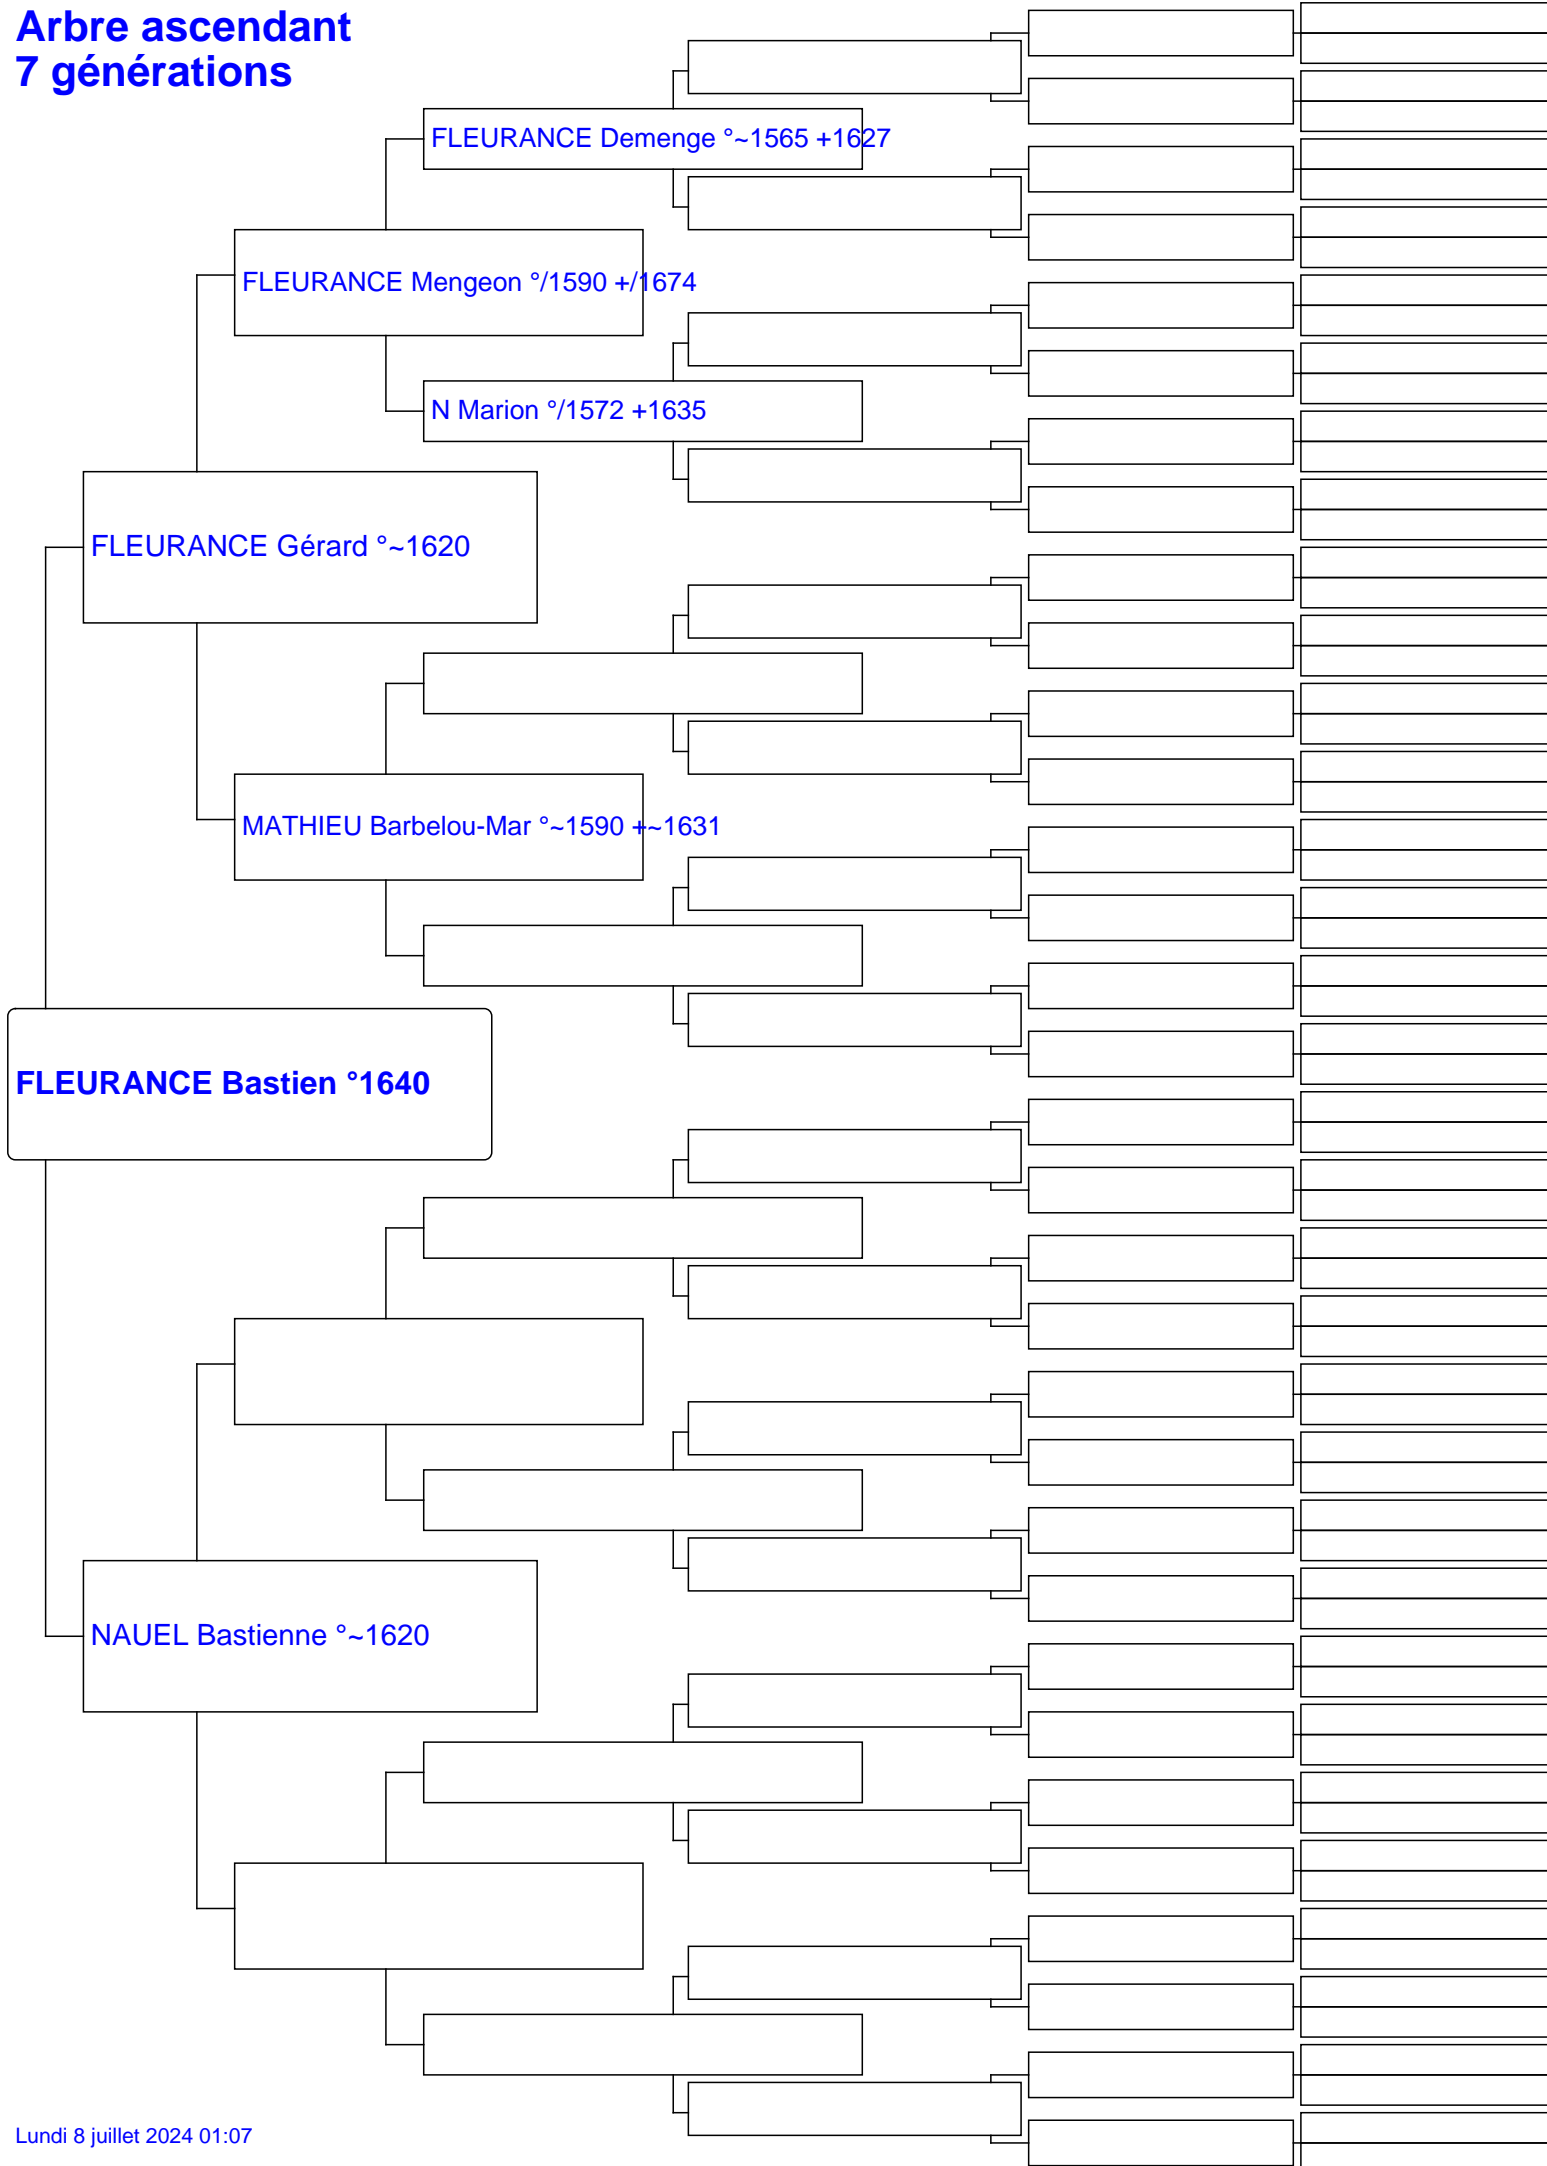 Arbre ascendant
7 générations
FLEURANCE Demenge °~1565 +1627
FLEURANCE Mengeon °/1590 +/1674
N Marion °/1572 +1635
FLEURANCE Gérard °~1620
MATHIEU Barbelou-Mar °~1590 +~1631
FLEURANCE Bastien °1640
NAUEL Bastienne °~1620
Lundi 8 juillet 2024 01:07